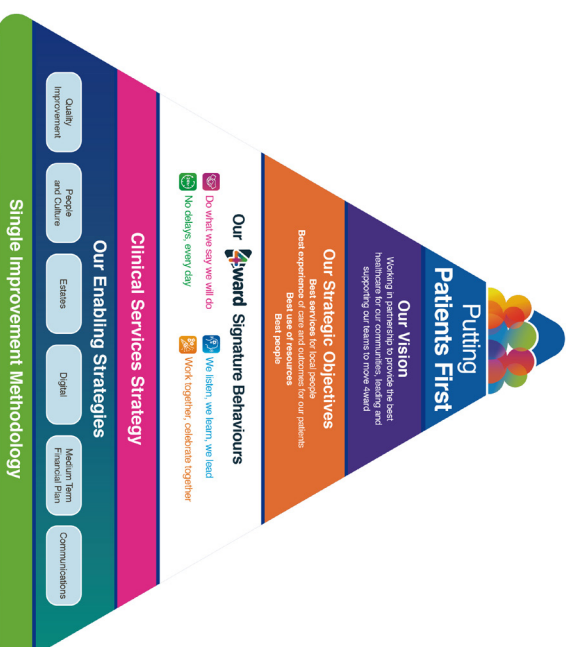 Putting
Patients First
Our Vision
Working in partnership to provide the best
healthcare for our communities, leading and
supporting our teams to move 4ward
Our Strategic Objectives
Best services for local people
Best experience of care and outcomes for our patients
Best use of resources
Best people
Our 4ward Signature Behaviours
Do what we say we will do
We listen, we learn, we lead
No delays, every day
Work together, celebrate together
Clinical Services Strategy
Our Enabling Strategies
Quality
Improvement
People
and Culture
Estates
Digital
Medium Term
Financial Plan
Communications
Single Improvement Methodology